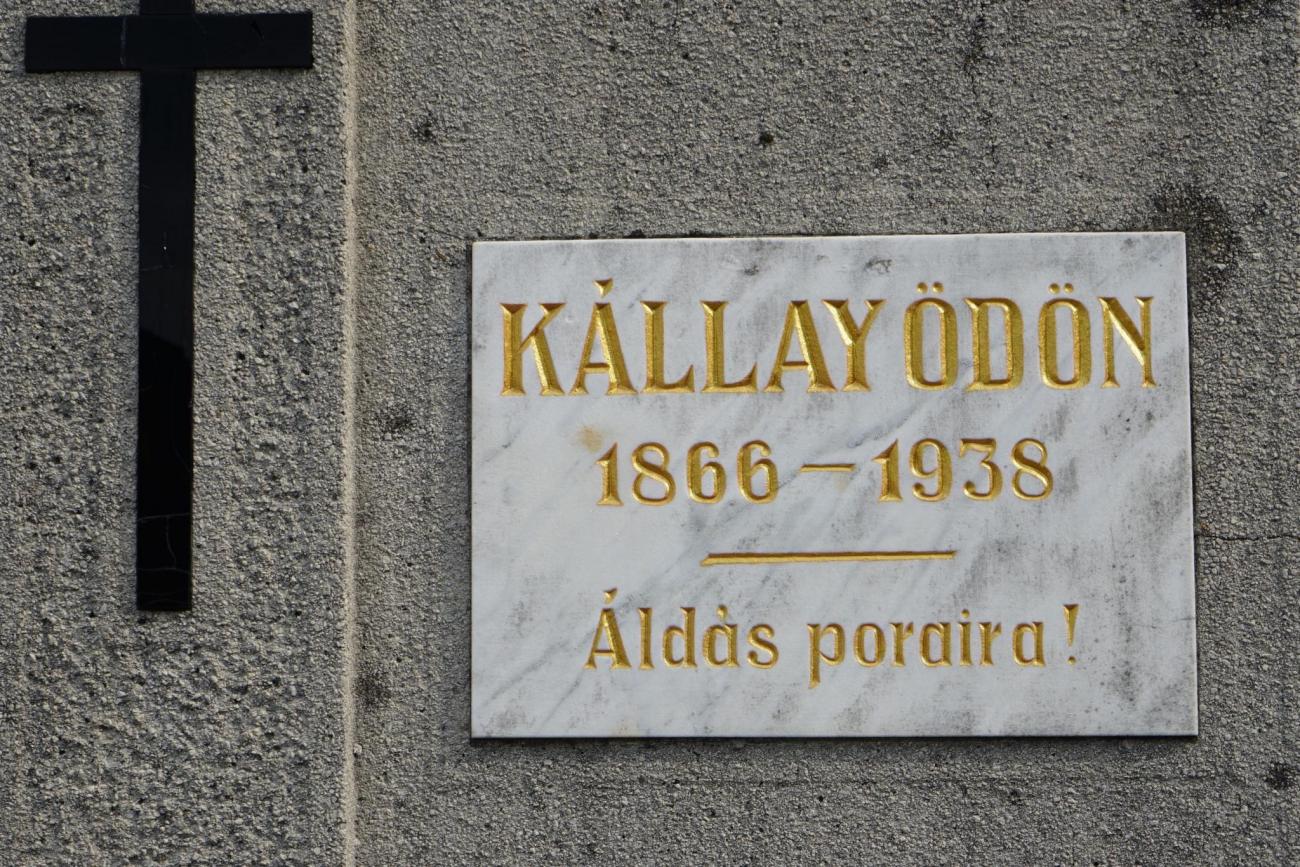 KÁLLAY ÖDÖN
1866 – 1938
Áldás poraira!